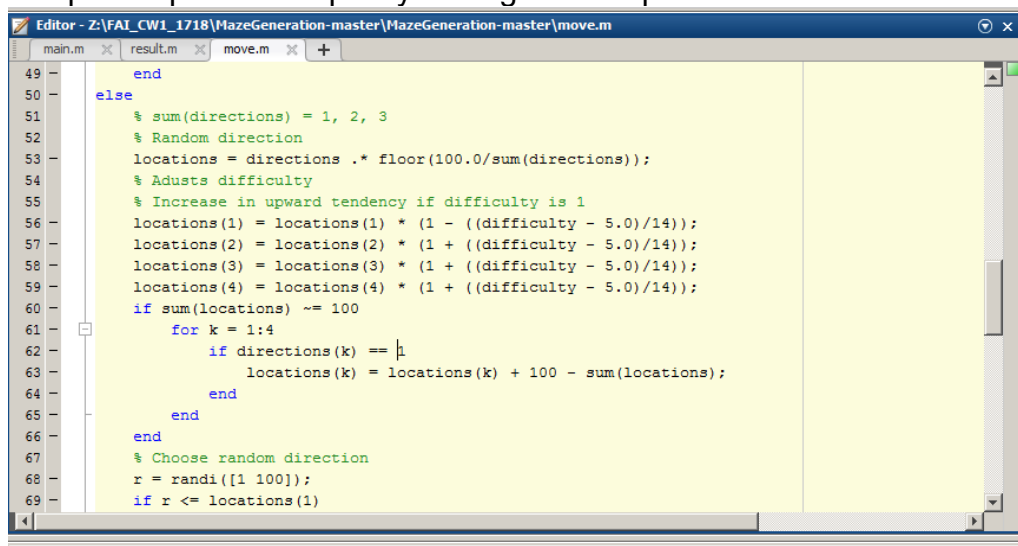 Editor - Z:\FAI_CW1_1718\MazeGeneration-master\MazeGeneration-master\move.m
main.m result.m move.m
49 - end
50 - else
51 % sum(directions) = 1, 2, 3
52 % Random direction
53 - locations = directions .* floor(100.0/sum(directions));
54 % Adusts difficulty
55 % Increase in upward tendency if difficulty is 1
56 - locations(1) = locations(1) * (1 - ((difficulty - 5.0)/14));
57 - locations(2) = locations(2) * (1 + ((difficulty - 5.0)/14));
58 - locations(3) = locations(3) * (1 + ((difficulty - 5.0)/14));
59 - locations(4) = locations(4) * (1 + ((difficulty - 5.0)/14));
60 - if sum(locations) ~= 100
61 - for k = 1:4
62 - if directions(k) == 1
63 - locations(k) = locations(k) + 100 - sum(locations);
64 - end
65 - end
66 - end
67 % Choose random direction
68 - r = randi([1 100]);
69 - if r <= locations(1)